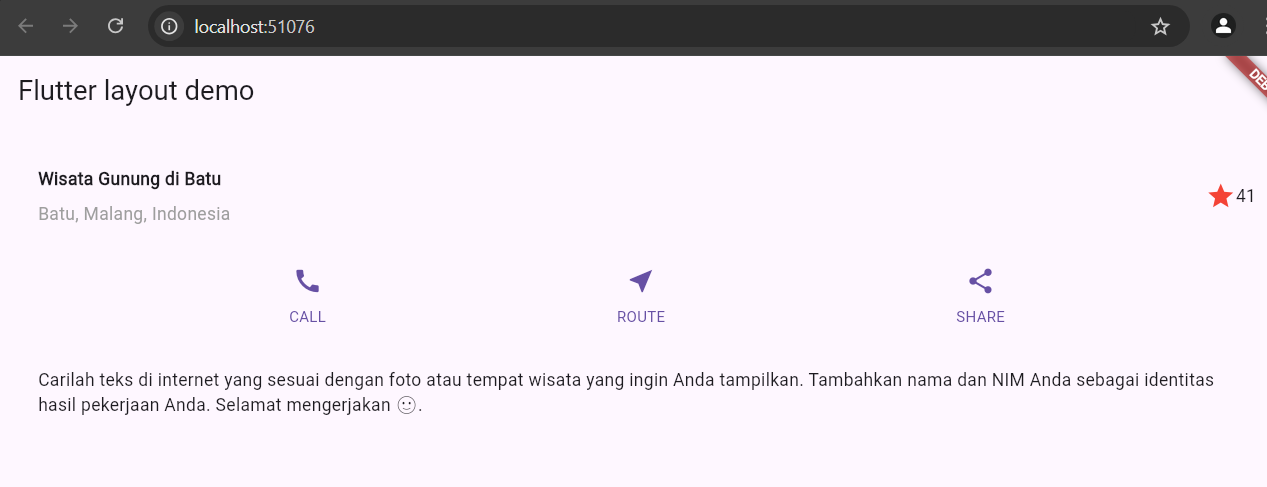 localhost:51076
Flutter layout demo
Wisata Gunung di Batu
Batu, Malang, Indonesia
41
CALL
ROUTE
SHARE
Carilah teks di internet yang sesuai dengan foto atau tempat wisata yang ingin Anda tampilkan. Tambahkan nama dan NIM Anda sebagai identitas
hasil pekerjaan Anda. Selamat mengerjakan 🙂.